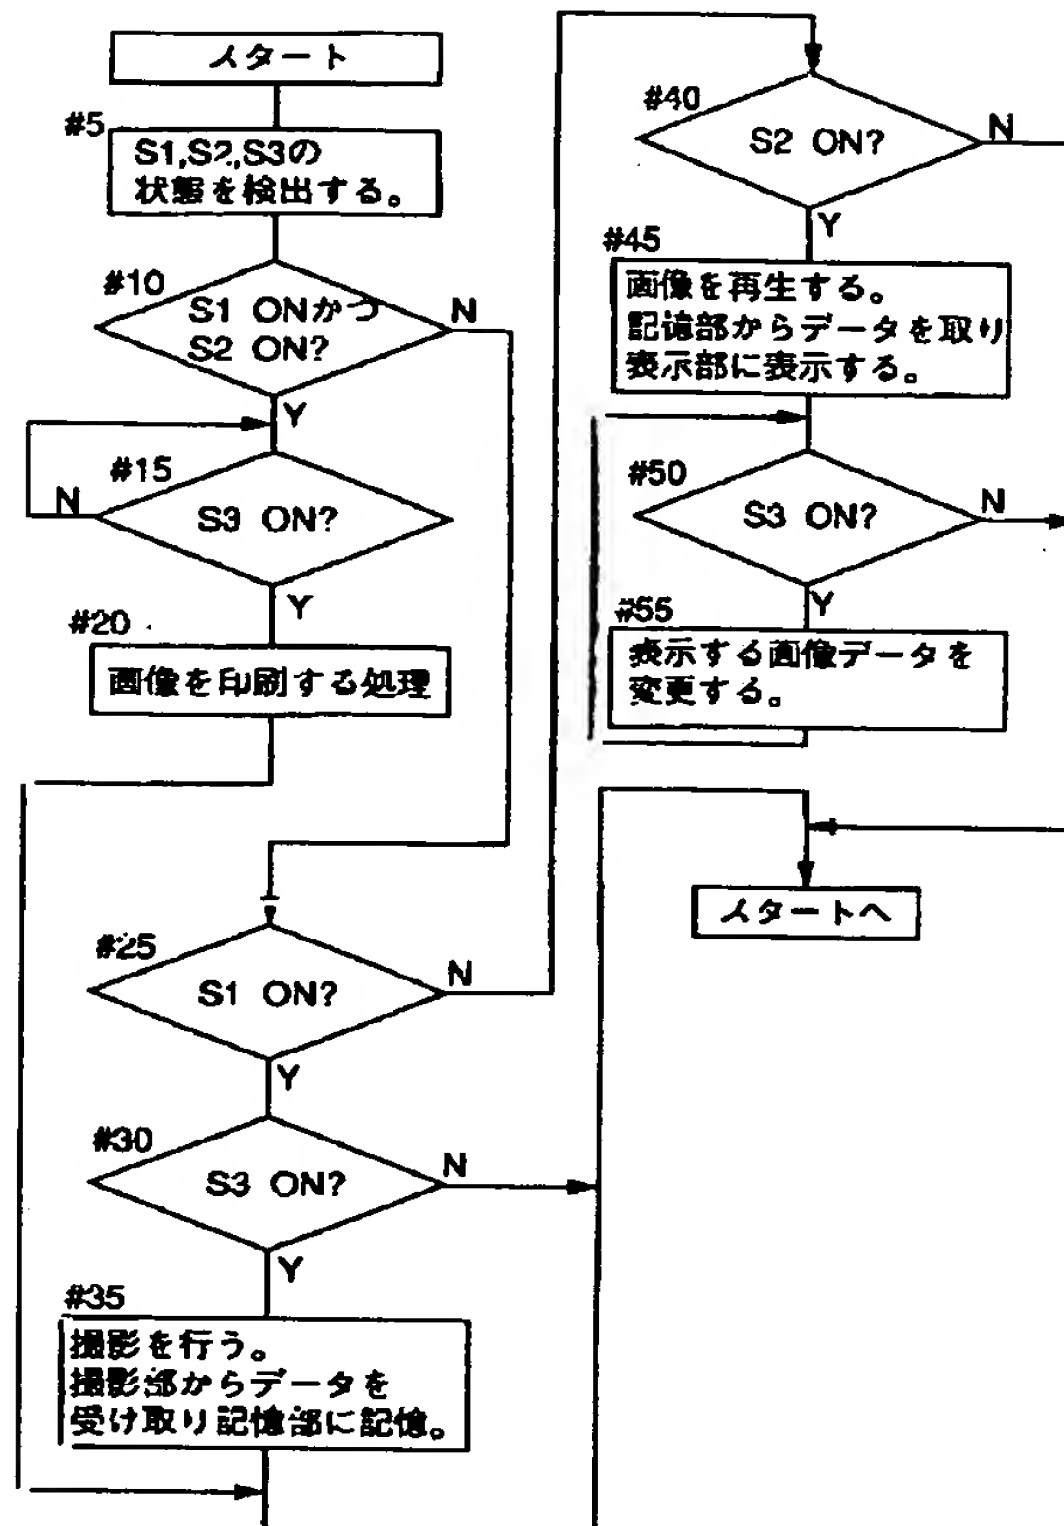 スタート
#5
S1,S2,S3の
状態を検出する。
#10
S1 ONかつ
S2 ON?
N
Y
#15
N
S3 ON?
Y
#20
画像を印刷する処理
#25
S1 ON?
N
Y
#30
S3 ON?
N
Y
#35
撮影を行う。
撮影部からデータを
受け取り記憶部に記憶。
#40
S2 ON?
N
Y
#45
画像を再生する。
記憶部からデータを取り
表示部に表示する。
#50
S3 ON?
N
Y
#55
表示する画像データを
変更する。
スタートへ